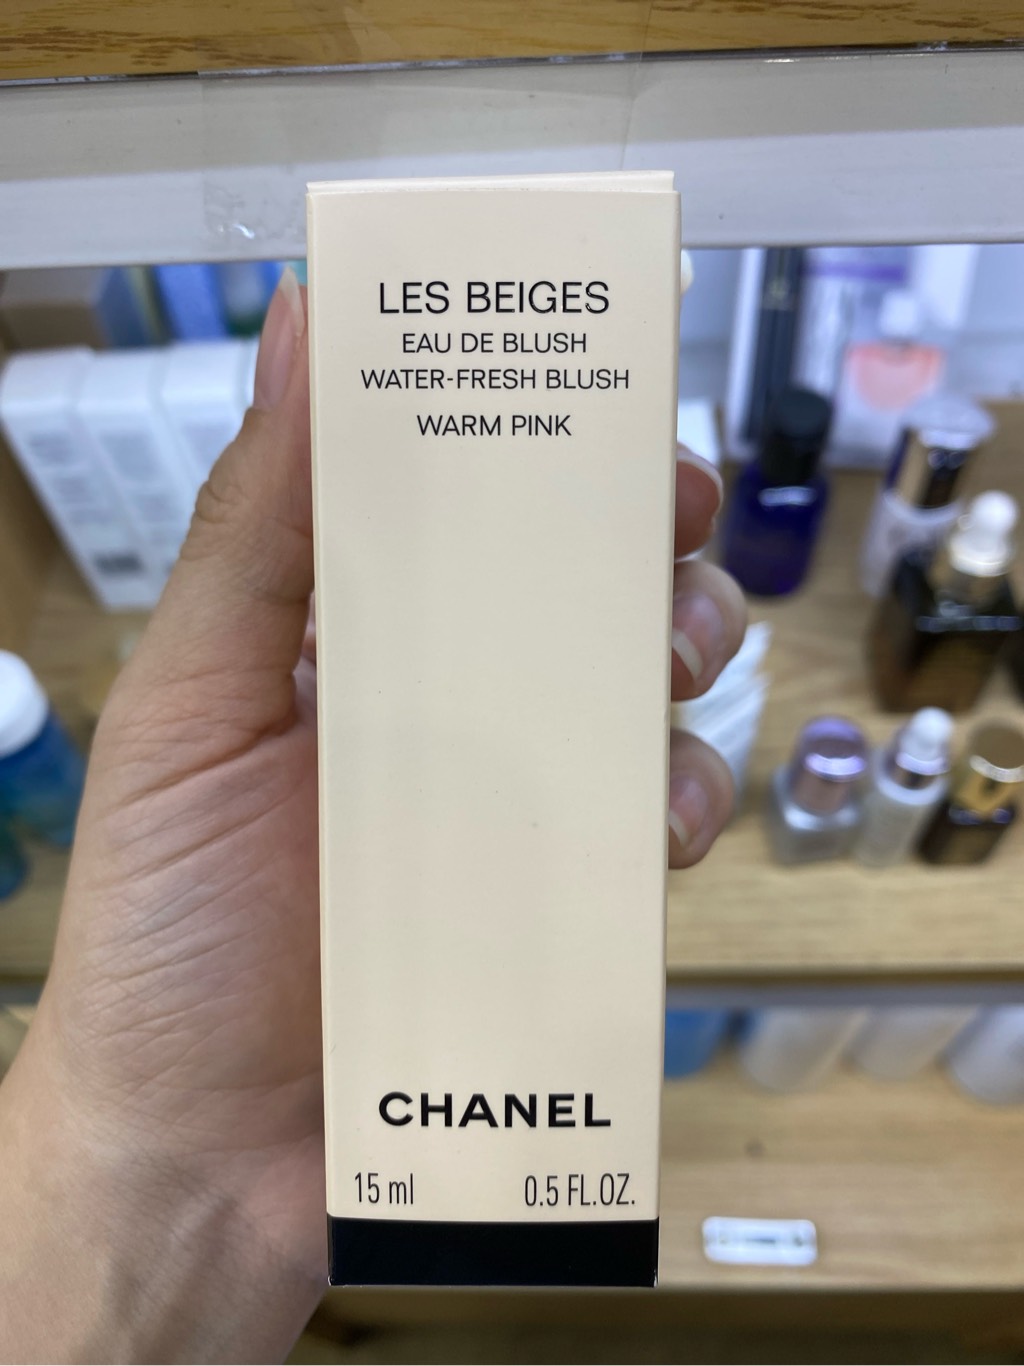 LES BEIGES
EAU DE BLUSH
WATER-FRESH BLUSH
WARM PINK
CHANEL
15 ml 0.5 FL.OZ.